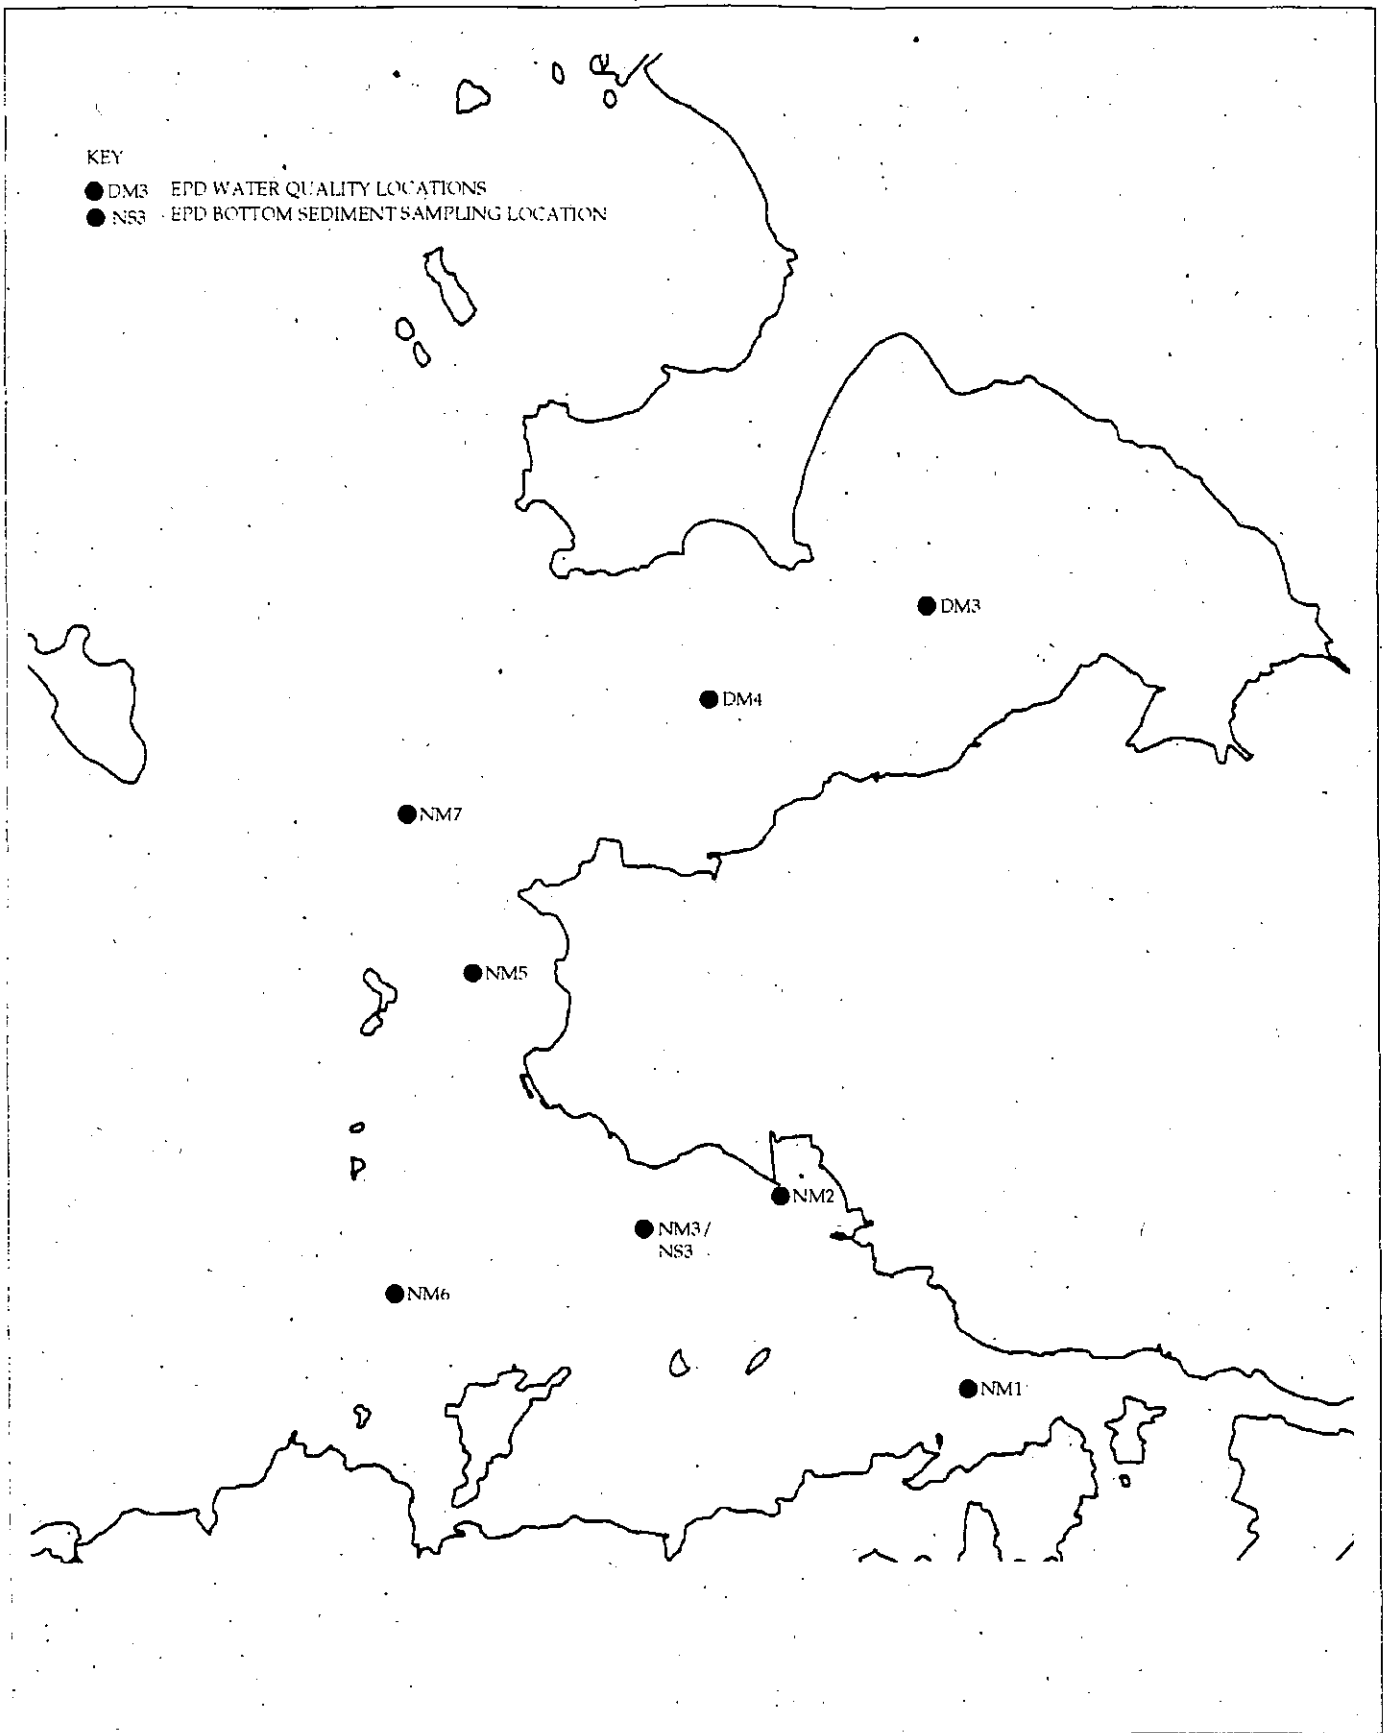 KEY
DM3 EPD WATER QUALITY LOCATIONS
NS3 EPD BOTTOM SEDIMENT SAMPLING LOCATION
DM3
DM4
NM7
NM5
NM2
NM3/
NS3
NM6
NM1